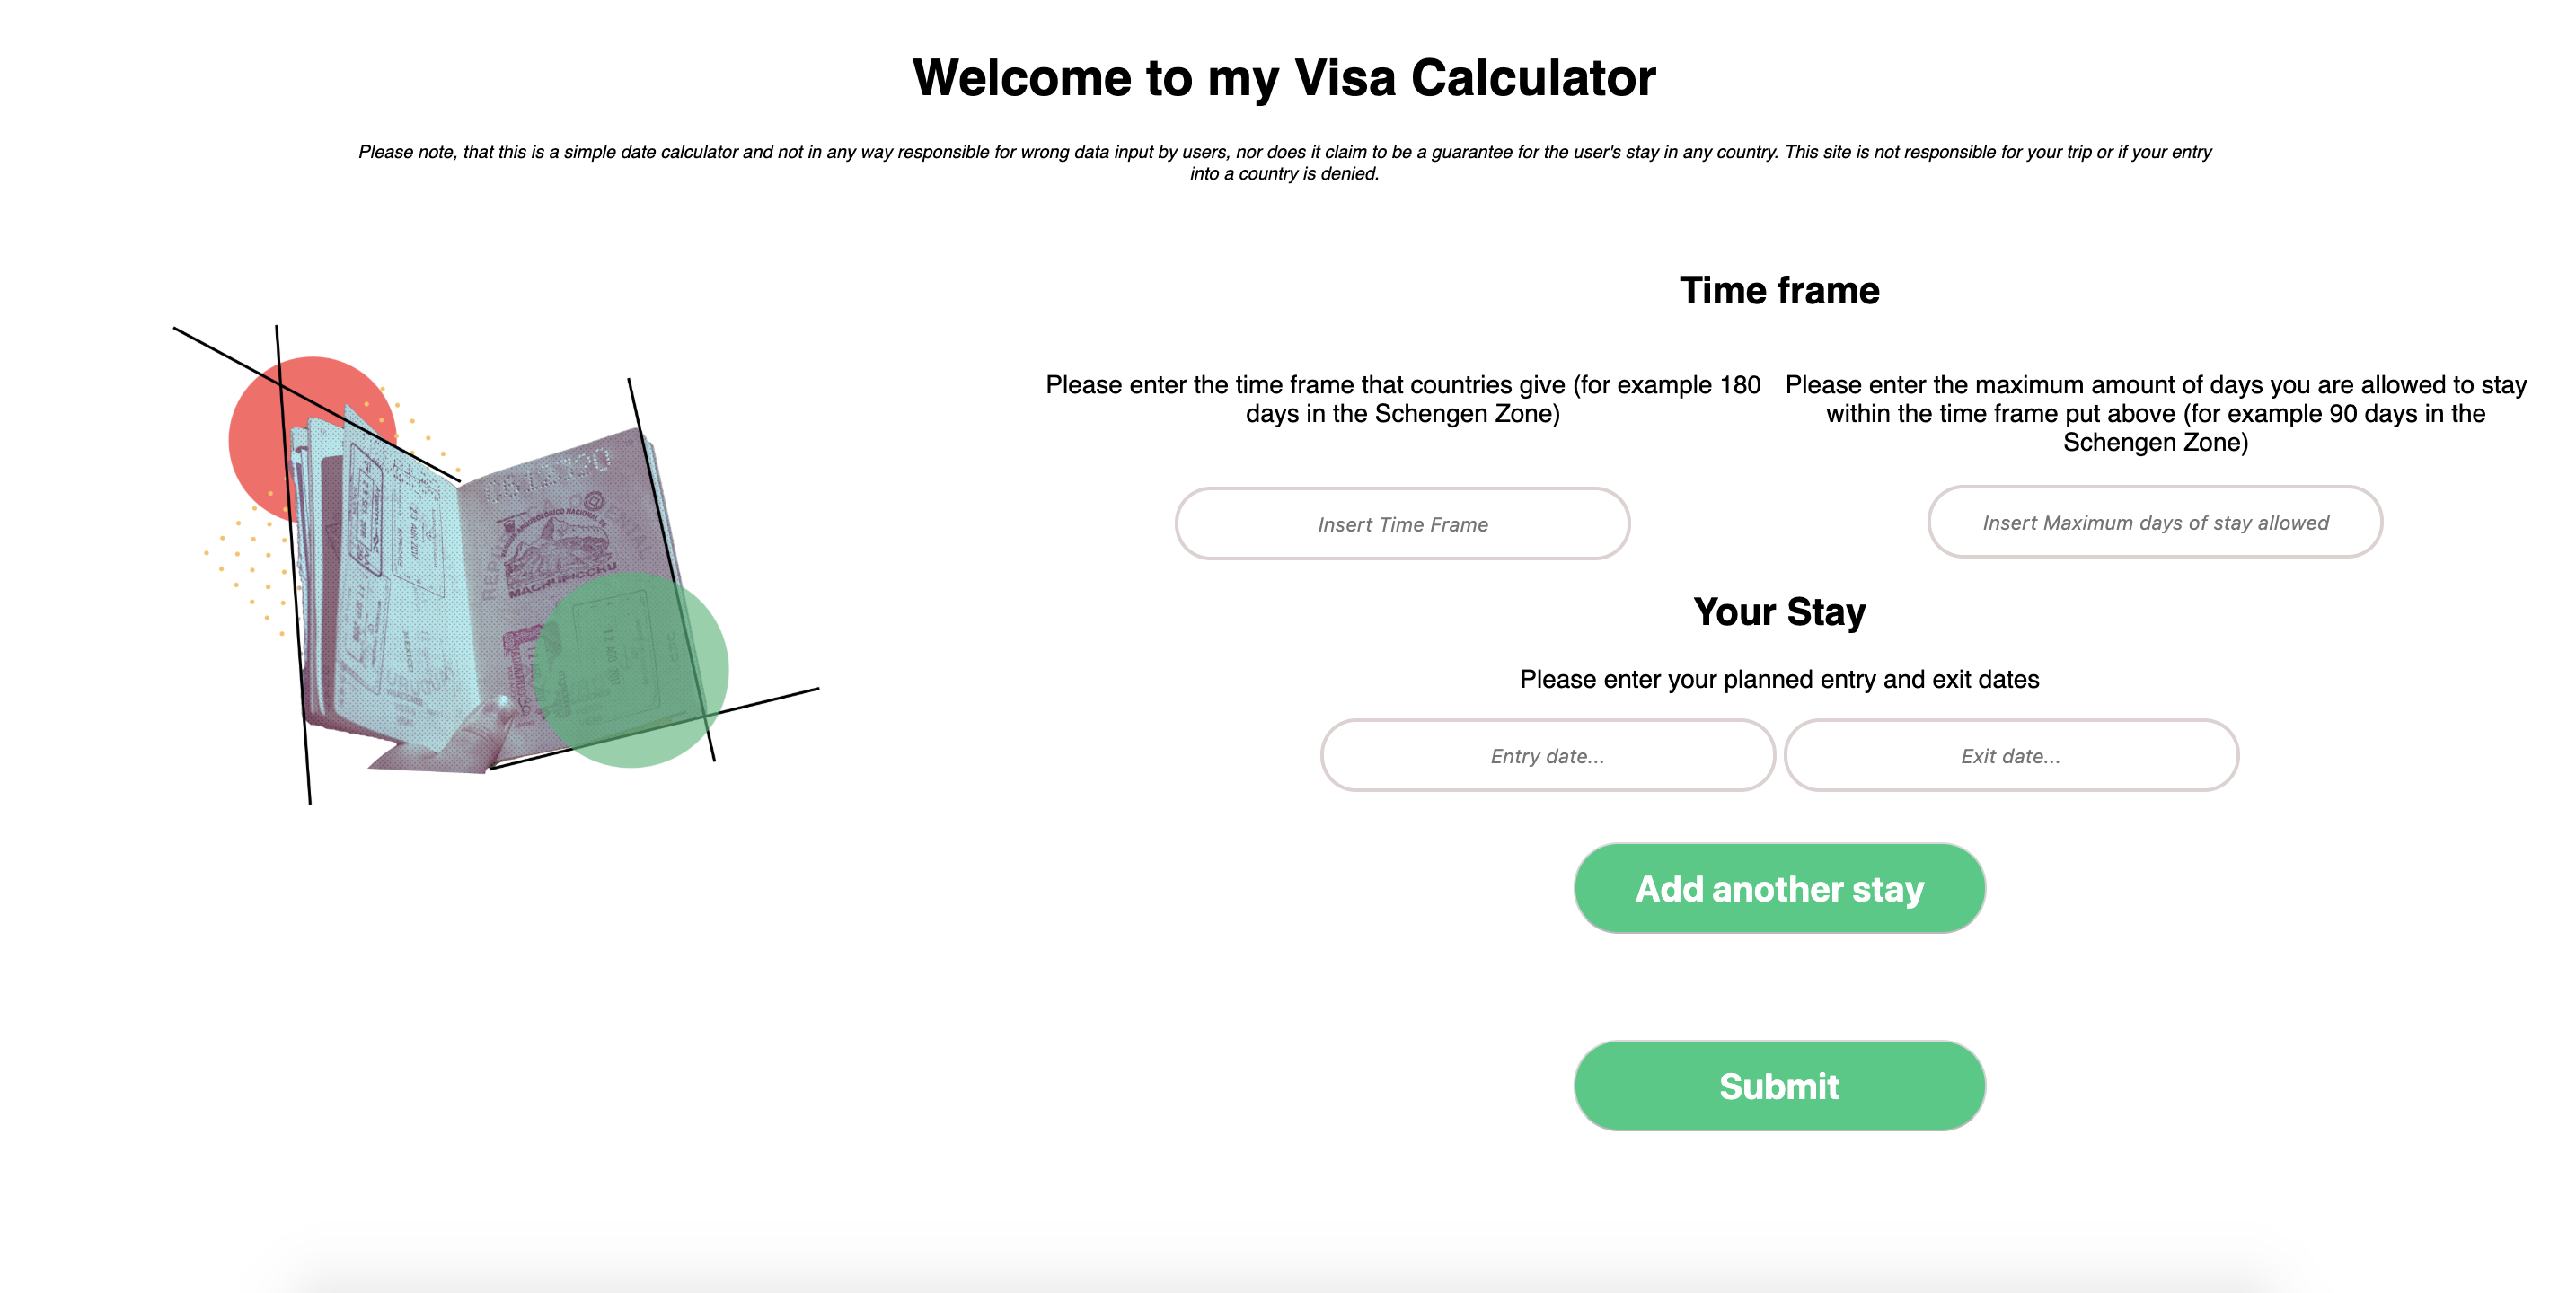 Welcome to my Visa Calculator
Please note, that this is a simple date calculator and not in any way responsible for wrong data input by users, nor does it claim to be a guarantee for the user's stay in any country. This site is not responsible for your trip or if your entry
into a country is denied.
Time frame
Please enter the time frame that countries give (for example 180
days in the Schengen Zone)
Please enter the maximum amount of days you are allowed to stay
within the time frame put above (for example 90 days in the
Schengen Zone)
Insert Time Frame
Insert Maximum days of stay allowed
MACHUPICCHU
Your Stay
Please enter your planned entry and exit dates
Entry date...
Exit date...
Add another stay
Submit